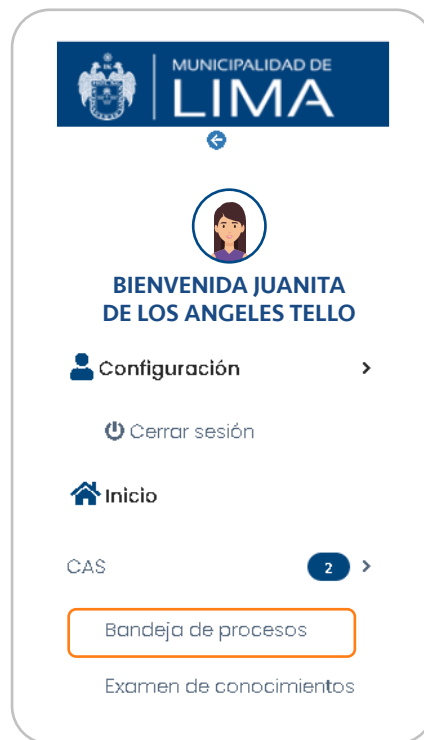 MUNICIPALIDAD DE
LIMA
BIENVENIDA JUANITA
DE LOS ANGELES TELLO
Configuración
Cerrar sesión
Inicio
CAS 2
Bandeja de procesos
Examen de conocimientos